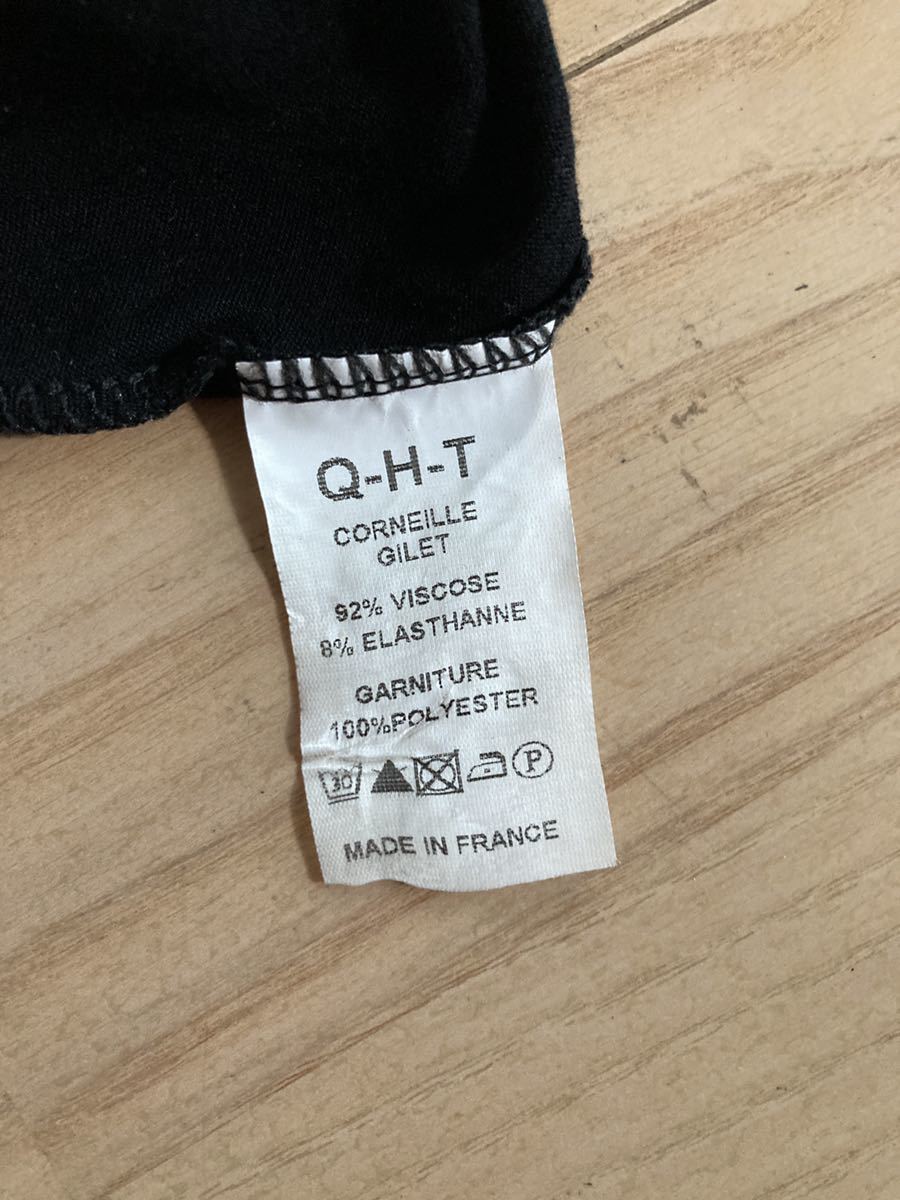 Q-H-T
CORNEILLE
GILET
92% VISCOSE
8% ELASTHANNE
GARNITURE
100%POLYESTER
30 P
MADE IN FRANCE